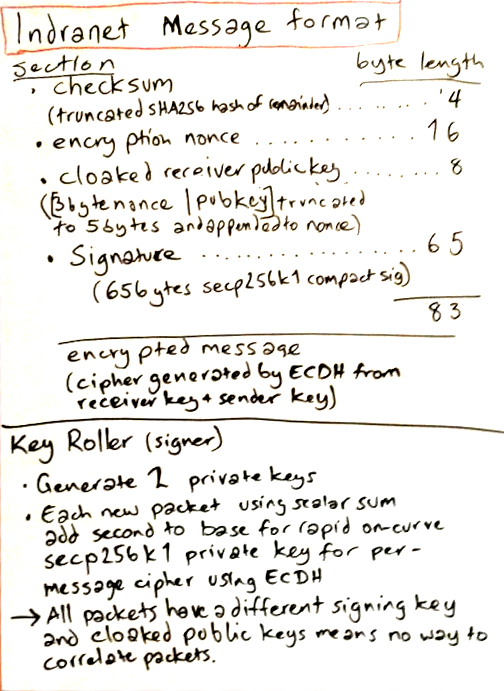 Indranet Message format
section byte length
• checksum
(truncated SHA256 hash of remainder) ......... 4
• encryption nonce ............ 16
• cloaked receiver public key ........ 8
([3byte nonce | pubkey] truncated
to 5bytes and appended to nonce)
• Signature ................. 65
(65bytes secp256k1 compact sig)
83
encrypted message
(cipher generated by ECDH from
receiver key + sender key)
Key Roller (signer)
• Generate 2 private keys
• Each new packet using scalar sum
add second to base for rapid on-curve
secp256k1 private key for per-
message cipher using ECDH
→ All packets have a different signing key
and cloaked public keys means no way to
correlate packets.